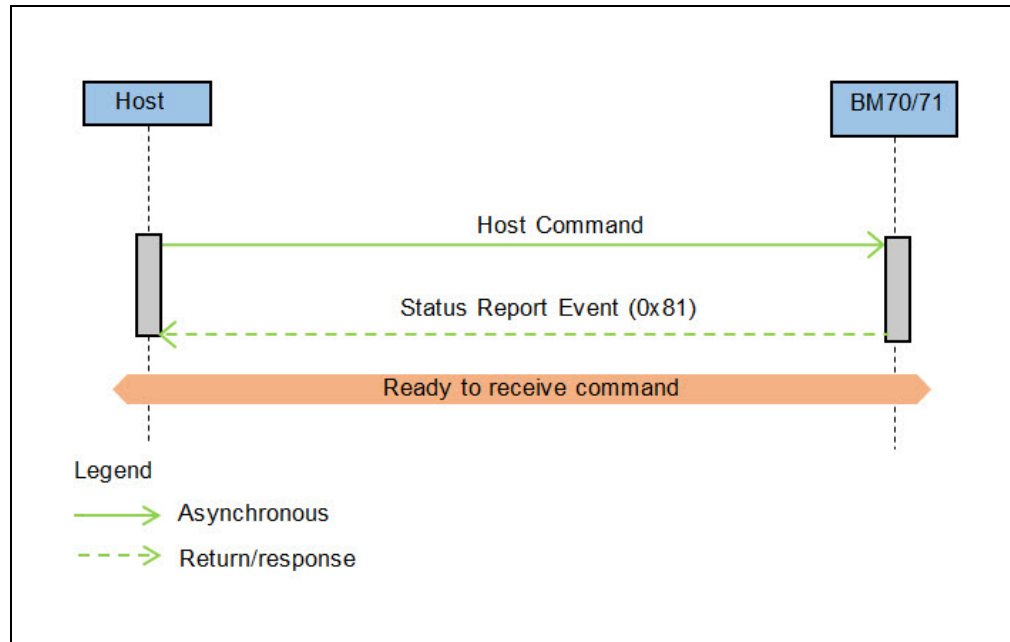 Host
BM70/71
Host Command
Status Report Event (0x81)
Ready to receive command
Legend
Asynchronous
Return/response